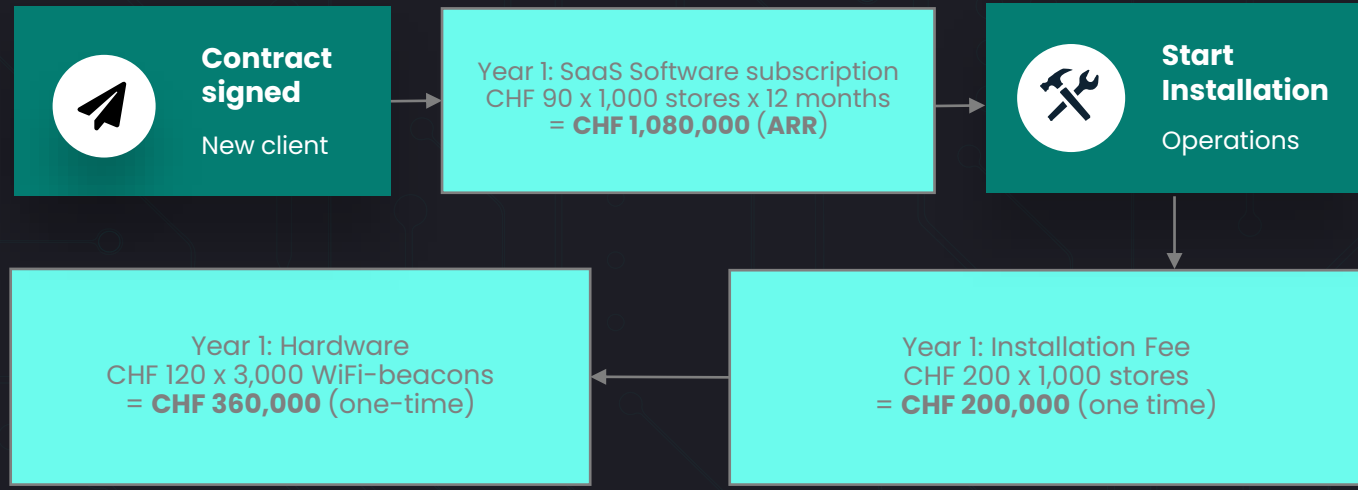 Contract
signed
New client
Year 1: SaaS Software subscription
CHF 90 x 1,000 stores x 12 months
= CHF 1,080,000 (ARR)
Start
Installation
Operations
Year 1: Hardware
CHF 120 x 3,000 WiFi-beacons
= CHF 360,000 (one-time)
Year 1: Installation Fee
CHF 200 x 1,000 stores
= CHF 200,000 (one time)